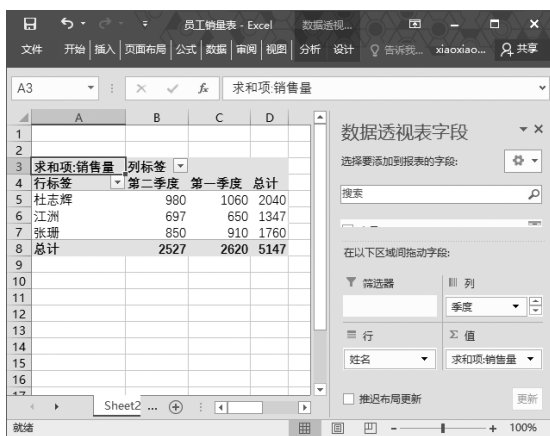 员工销量表 - Excel 数据透视...
文件 开始 插入 页面布局 公式 数据 审阅 视图 分析 设计 告诉我... xiaoxiao... 共享
A3 fx 求和项:销售量
A B C D
1
2
3 求和项:销售量 列标签
4 行标签 第二季度 第一季度 总计
5 杜志辉 980 1060 2040
6 江洲 697 650 1347
7 张珊 850 910 1760
8 总计 2527 2620 5147
9
10
11
12
13
14
15
16
17
Sheet2 ...
就绪 100%
数据透视表字段
选择要添加到报表的字段:
搜索
在以下区域间拖动字段:
筛选器 列
季度
行 Σ 值
姓名 求和项:销售量
推迟布局更新 更新